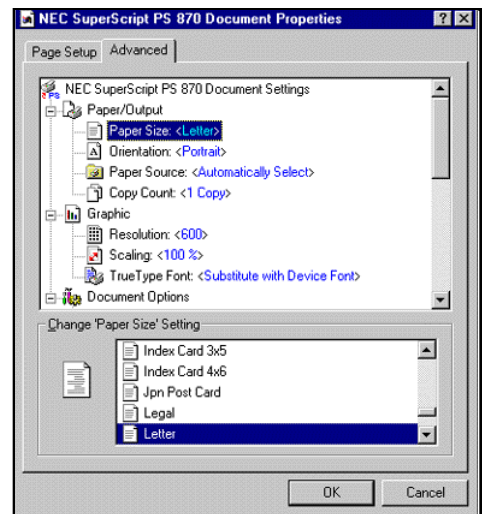 NEC SuperScript PS 870 Document Properties
Page Setup
Advanced
NEC SuperScript PS 870 Document Settings
Paper/Output
Paper Size: <Letter>
Orientation: <Portrait>
Paper Source: <Automatically Select>
Copy Count: <1 Copy>
Graphic
Resolution: <600>
Scaling: <100 %>
TrueType Font: <Substitute with Device Font>
Document Options
Change 'Paper Size' Setting
Index Card 3x5
Index Card 4x6
Jpn Post Card
Legal
Letter
OK
Cancel